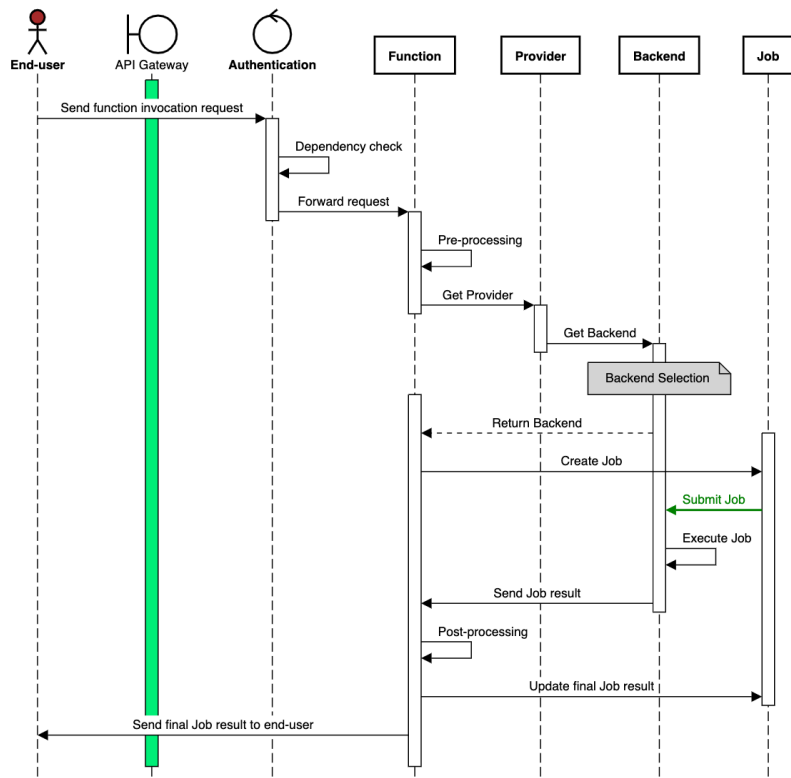 End-user
API Gateway
Authentication
Function
Provider
Backend
Job
Send function invocation request
Dependency check
Forward request
Pre-processing
Get Provider
Get Backend
Backend Selection
Return Backend
Create Job
Submit Job
Execute Job
Send Job result
Post-processing
Update final Job result
Send final Job result to end-user